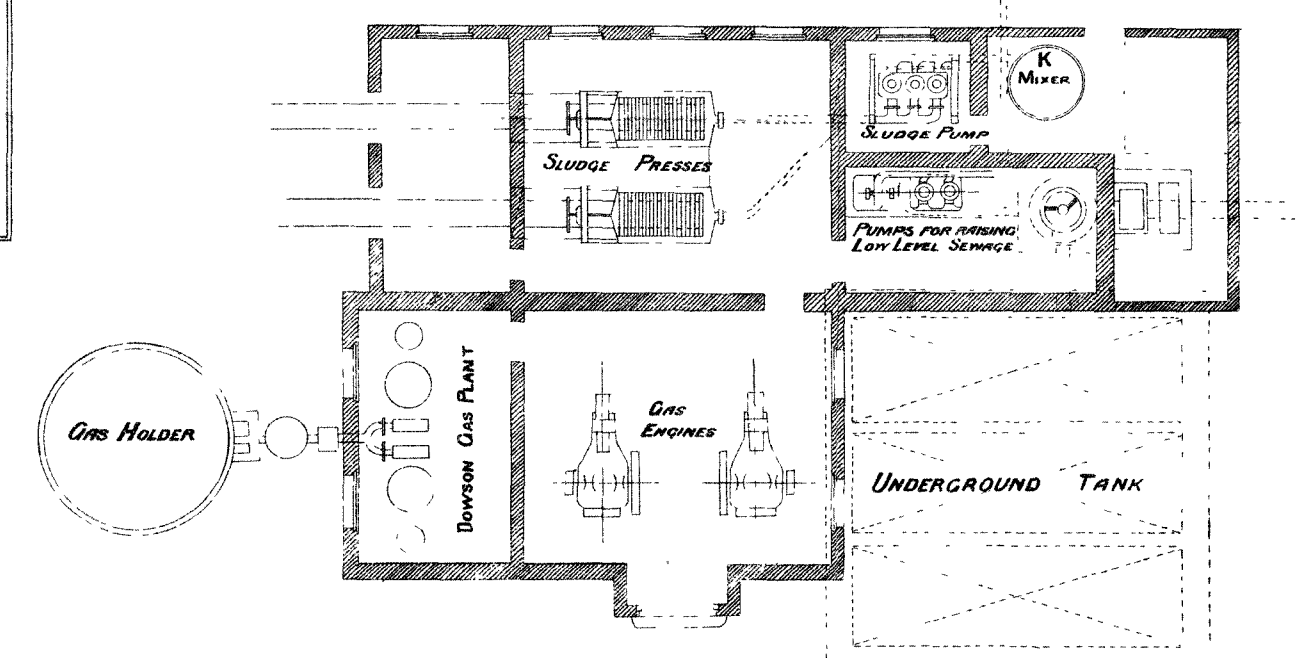 K
MIXER
SLUDGE PUMP
SLUDGE PRESSES
PUMPS FOR RAISING
LOW LEVEL SEWAGE
GAS HOLDER
DOWSON GAS PLANT
GAS
ENGINES
UNDERGROUND TANK